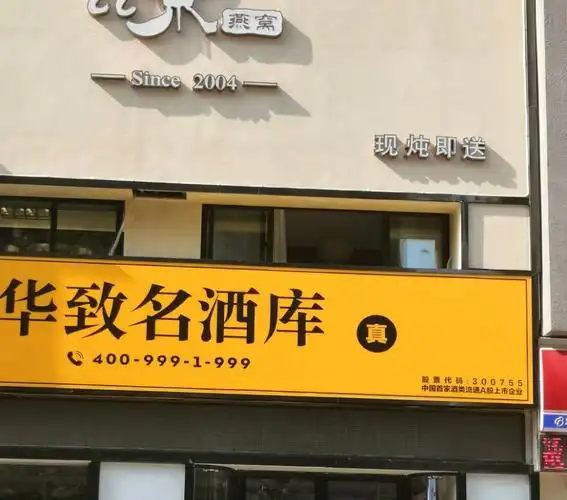 燕窝
Since 2004
现炖即送
华致名酒库 真
400-999-1-999
股票代码:300755
中国首家酒类流通A股上市企业